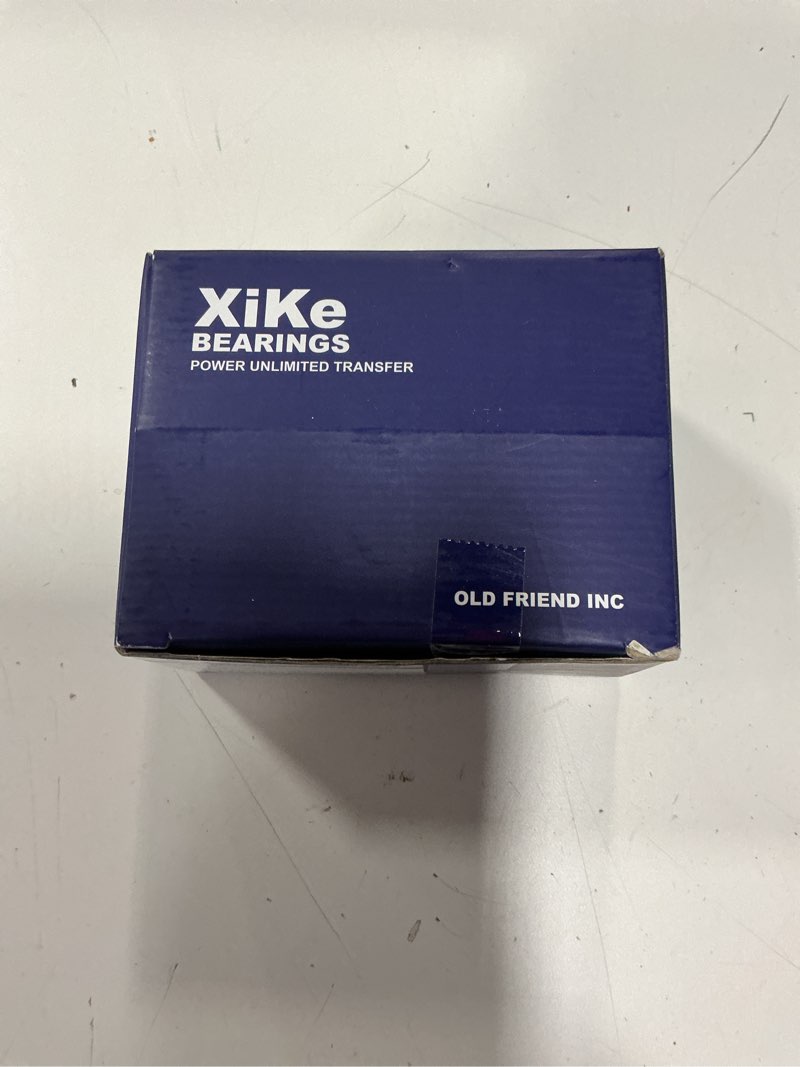 XiKe
BEARINGS
POWER UNLIMITED TRANSFER
OLD FRIEND INC